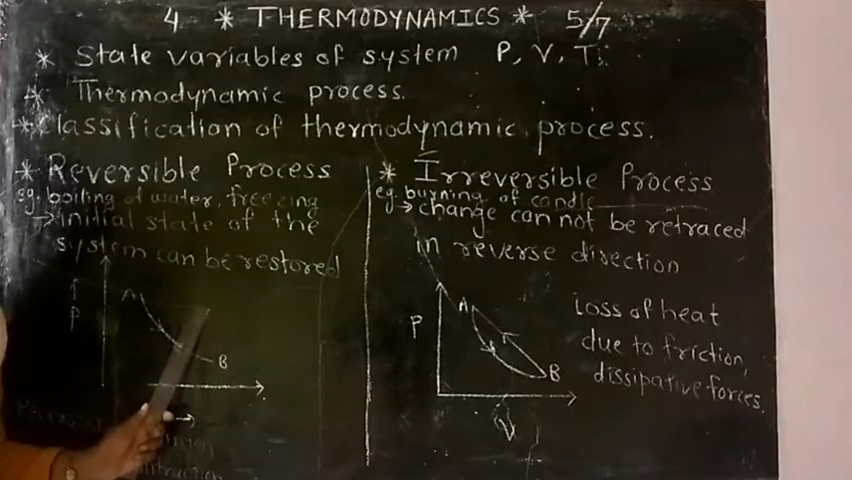 4. * THERMODYNAMICS * 5/7
* State variables of system P, V, T;
* Thermodynamic process.
* Classification of thermodynamic process.
* Reversible Process
eg. boiling of water, freezing
→ initial state of the
system can be restored
↑
P
A
B
→
* Irreversible Process
eg. burning of candle
→ change can not be retraced
in reverse disection
P
A
B
V
Loss of heat
due to friction,
dissipative forces.